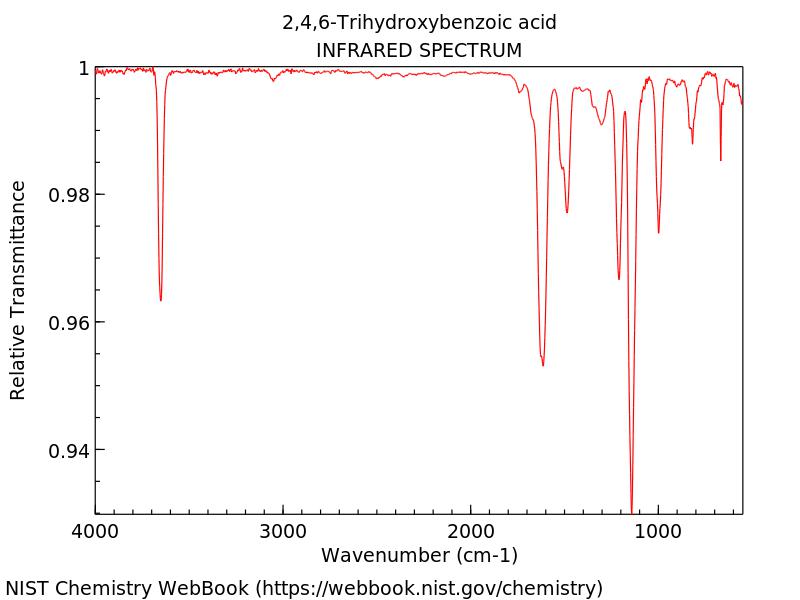 2,4,6-Trihydroxybenzoic acid
INFRARED SPECTRUM
1
0.98
0.96
0.94
Relative Transmittance
4000 3000 2000 1000
Wavenumber (cm-1)
NIST Chemistry WebBook (https://webbook.nist.gov/chemistry)